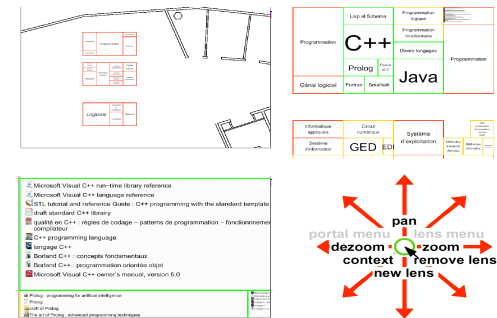 Programmation
Logiciels
Lisp et Scheme
Programmation
logique
Programmation
Programmation
fonctionnelle
C++
Divers langages
Prolog
Java
Génie logiciel
Fortran
Smalltalk
Informatique
appliquée
Calcul
numérique
Système
d'exploitation
Système
d'information
GED
EDI
Microsoft Visual C++ run-time library reference
Microsoft Visual C++ language reference
STL tutorial and reference Guide : C++ programming with the standard template
draft standard C++ library
qualité en C++ : règles de codage – patterns de programmation – fonctionnemen
compilateur
C++ programming language
langage C++
Borland C++ : concepts fondamentaux
Borland C++ : programmation orientée objet
Microsoft Visual C++ owner's manual, version 5.0
Prolog : programming for artificial intelligence
Prolog
craft of Prolog
The art of Prolog : advanced programming techniques
pan
portal menu
lens menu
dezoom
zoom
context
remove lens
new lens